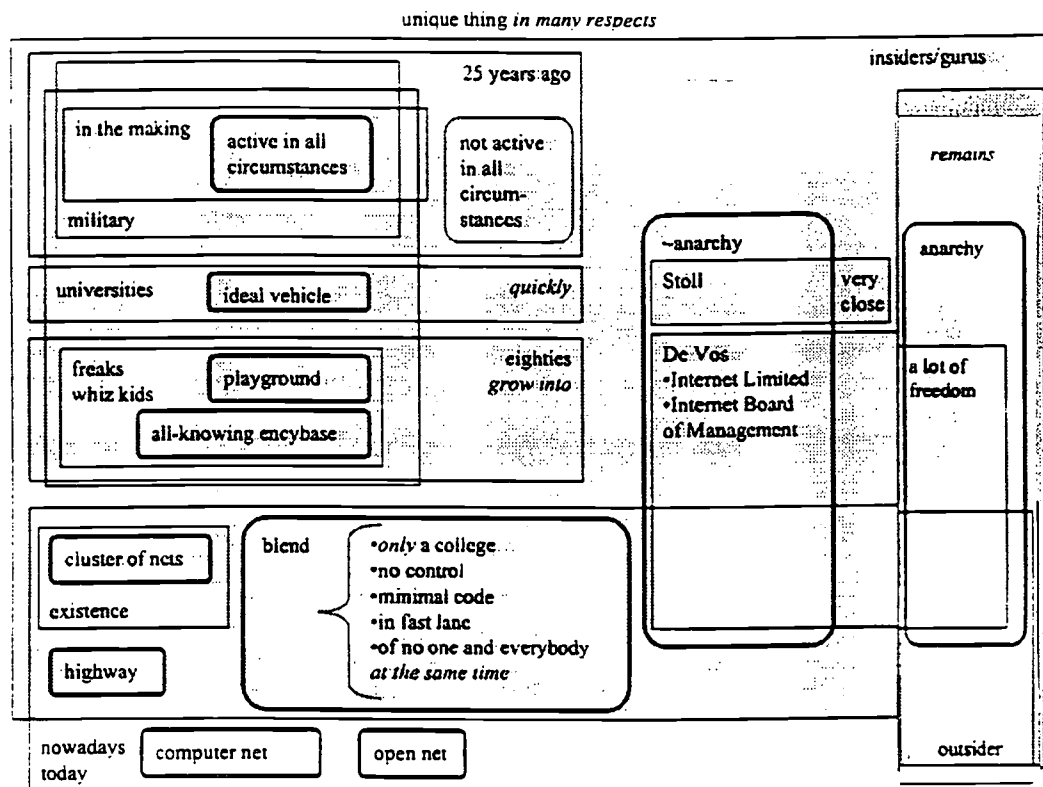 unique thing in many respects
insiders/gurus
25 years ago
in the making
active in all
circumstances
not active
in all
circum-
stances
military
remains
~anarchy
anarchy
universities
ideal vehicle
quickly
Stoll
very
close
freaks
whiz kids
playground
eighties
grow into
all-knowing encybase
De Vos
•Internet Limited
•Internet Board
of Management
a lot of
freedom
cluster of nets
existence
highway
blend
•only a college
•no control
•minimal code
•in fast lane
•of no one and everybody
at the same time
nowadays
today
computer net
open net
outsider